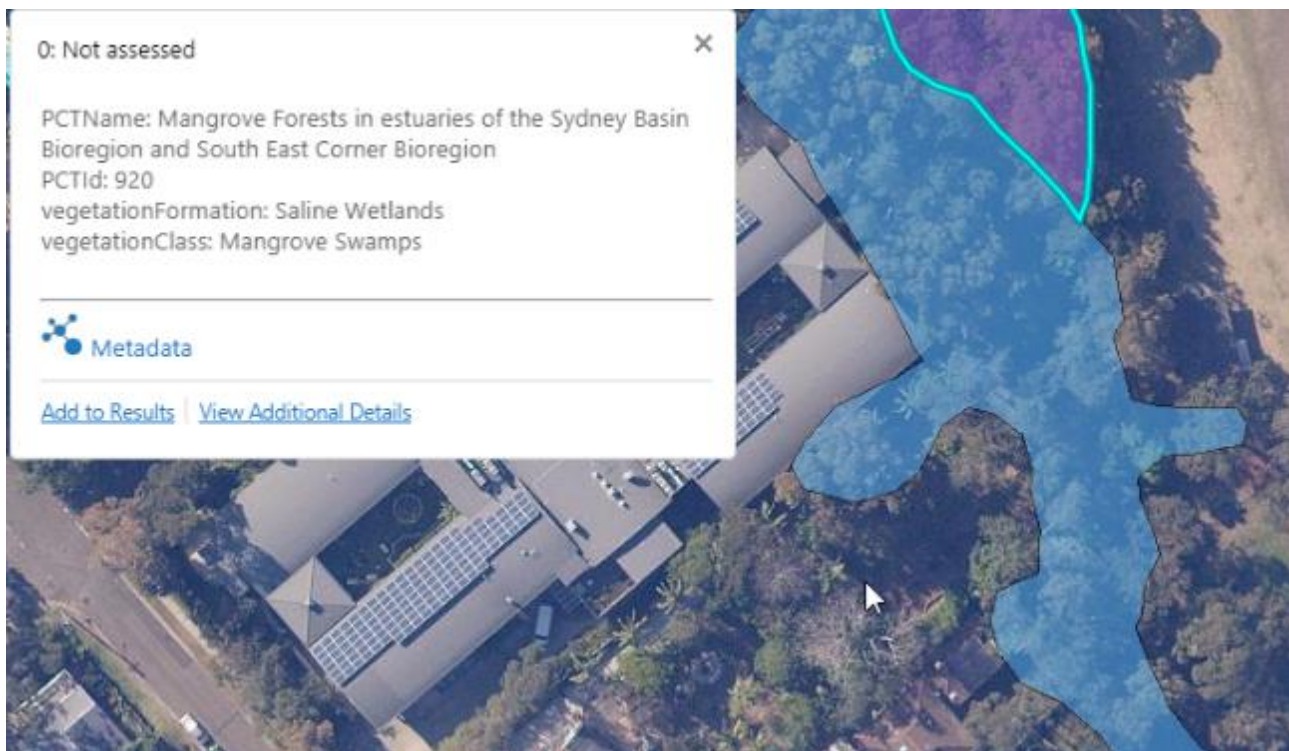 0: Not assessed
PCTName: Mangrove Forests in estuaries of the Sydney Basin
Bioregion and South East Corner Bioregion
PCTId: 920
vegetationFormation: Saline Wetlands
vegetationClass: Mangrove Swamps
Metadata
Add to Results View Additional Details